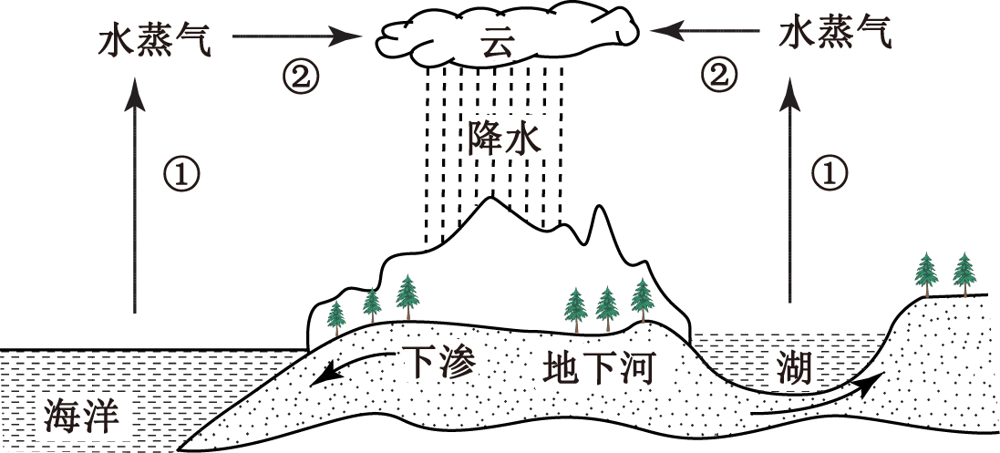 水蒸气
云
水蒸气
②
②
降水
①
①
下渗
地下河
湖
海洋